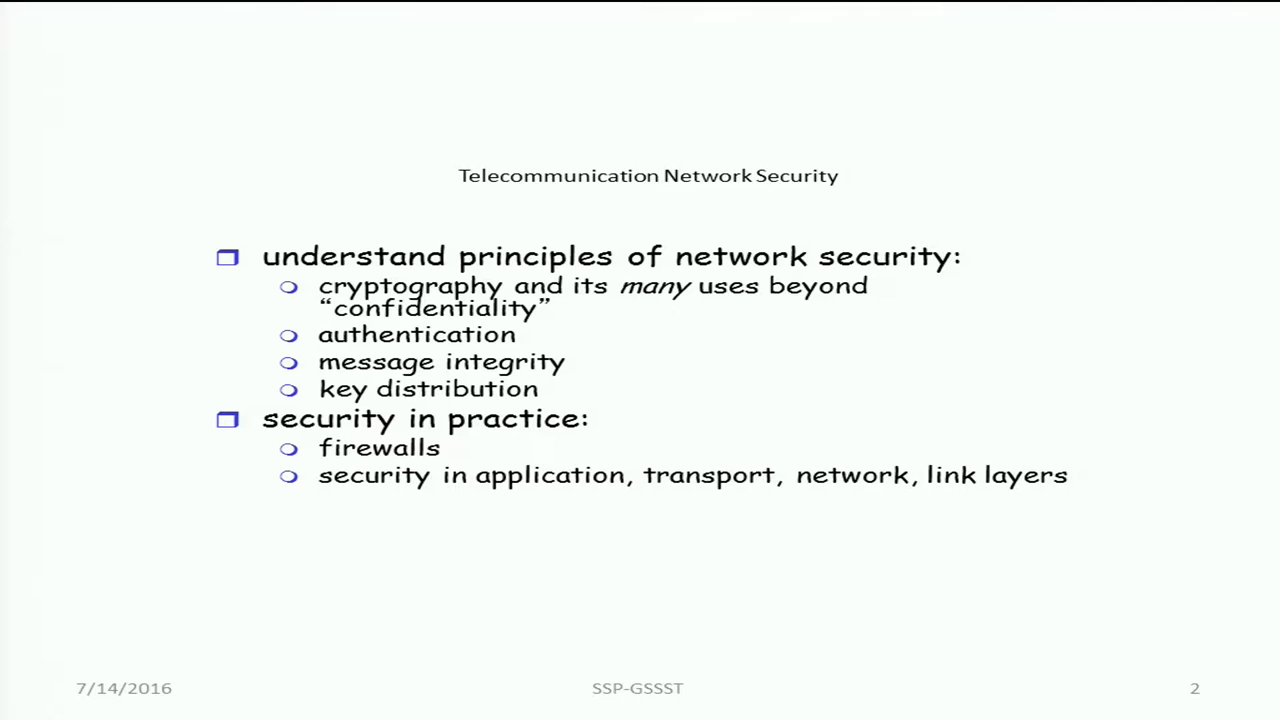 Telecommunication Network Security
understand principles of network security:
cryptography and its many uses beyond
“confidentiality”
authentication
message integrity
key distribution
security in practice:
firewalls
security in application, transport, network, link layers
7/14/2016 SSP-GSSST 2